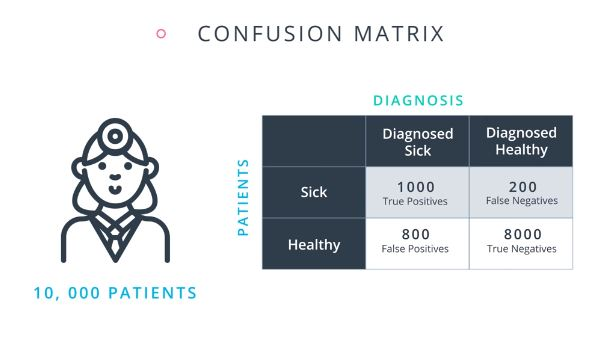 CONFUSION MATRIX
DIAGNOSIS
Diagnosed Sick
Diagnosed Healthy
PATIENTS
Sick
1000
True Positives
200
False Negatives
Healthy
800
False Positives
8000
True Negatives
10, 000 PATIENTS